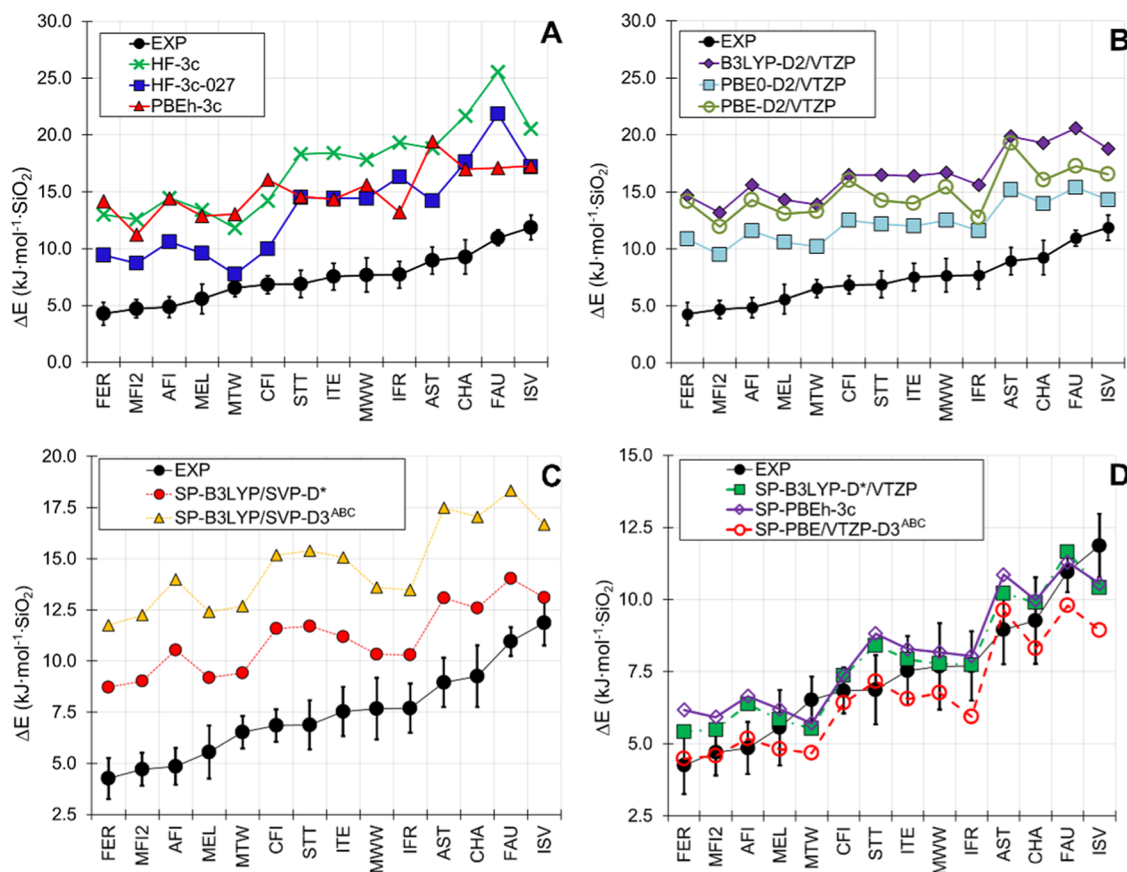 A
EXP
HF-3c
HF-3c-027
PBEh-3c
ΔE (kJ·mol⁻¹·SiO₂)
30.0
25.0
20.0
15.0
10.0
5.0
0.0
FER MFI2 AFI MEL MTW CFI STT ITE MWW IFR AST CHA FAU ISV
B
EXP
B3LYP-D2/VTZP
PBE0-D2/VTZP
PBE-D2/VTZP
ΔE (kJ·mol⁻¹·SiO₂)
30.0
25.0
20.0
15.0
10.0
5.0
0.0
FER MFI2 AFI MEL MTW CFI STT ITE MWW IFR AST CHA FAU ISV
C
EXP
SP-B3LYP/SVP-D*
SP-B3LYP/SVP-D3ᴬᴮᶜ
ΔE (kJ·mol⁻¹·SiO₂)
20.0
17.5
15.0
12.5
10.0
7.5
5.0
2.5
FER MFI2 AFI MEL MTW CFI STT ITE MWW IFR AST CHA FAU ISV
D
EXP
SP-B3LYP-D*/VTZP
SP-PBEh-3c
SP-PBE/VTZP-D3ᴬᴮᶜ
ΔE (kJ·mol⁻¹·SiO₂)
15.0
12.5
10.0
7.5
5.0
2.5
FER MFI2 AFI MEL MTW CFI STT ITE MWW IFR AST CHA FAU ISV